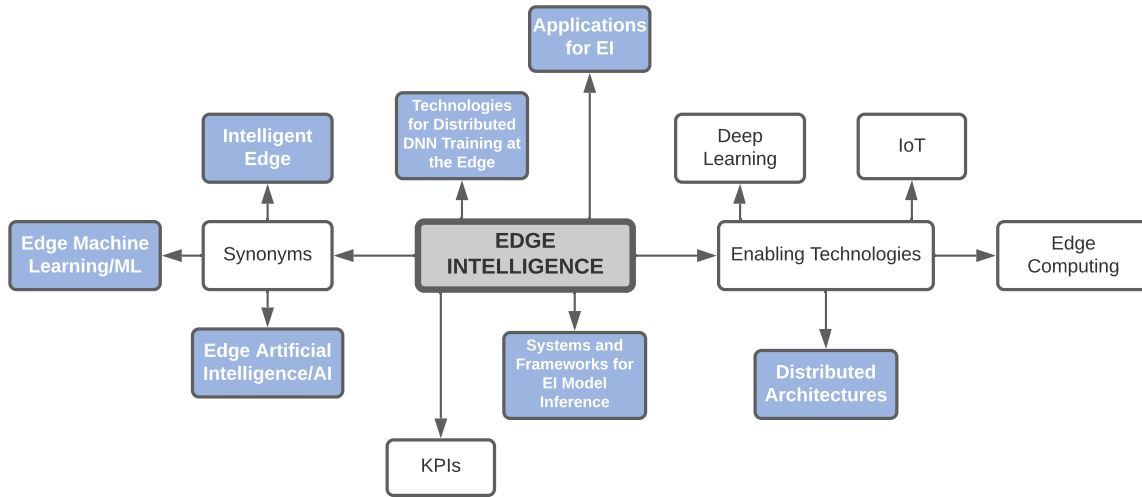 Applications
for EI
Technologies
for Distributed
DNN Training at
the Edge
Intelligent
Edge
Deep
Learning
IoT
Edge Machine
Learning/ML
Synonyms
EDGE
INTELLIGENCE
Enabling Technologies
Edge
Computing
Edge Artificial
Intelligence/AI
Systems and
Frameworks for
EI Model
Inference
Distributed
Architectures
KPIs